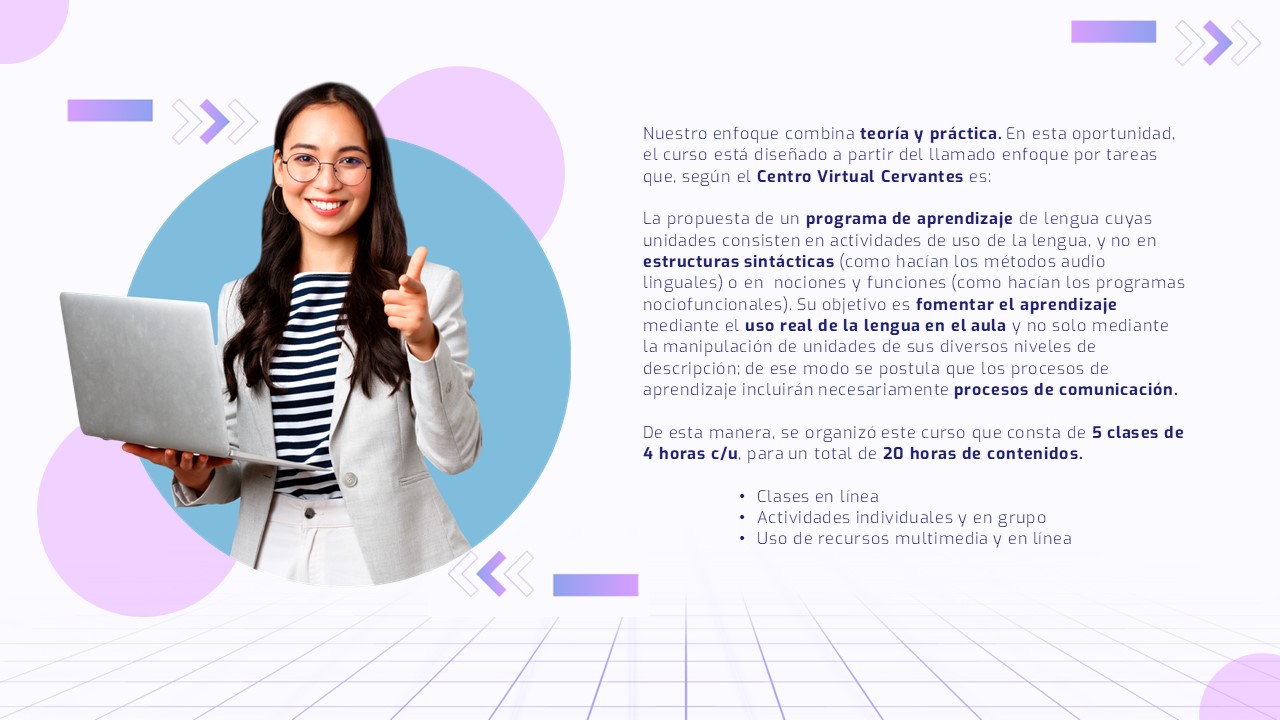 Nuestro enfoque combina teoría y práctica. En esta oportunidad,
el curso está diseñado a partir del llamado enfoque por tareas
que, según el Centro Virtual Cervantes es:
La propuesta de un programa de aprendizaje de lengua cuyas
unidades consisten en actividades de uso de la lengua, y no en
estructuras sintácticas (como hacían los métodos audio
linguales) o en nociones y funciones (como hacían los programas
nociofuncionales). Su objetivo es fomentar el aprendizaje
mediante el uso real de la lengua en el aula y no solo mediante
la manipulación de unidades de sus diversos niveles de
descripción; de ese modo se postula que los procesos de
aprendizaje incluirán necesariamente procesos de comunicación.
De esta manera, se organizó este curso que consta de 5 clases de
4 horas c/u, para un total de 20 horas de contenidos.
• Clases en línea
• Actividades individuales y en grupo
• Uso de recursos multimedia y en línea